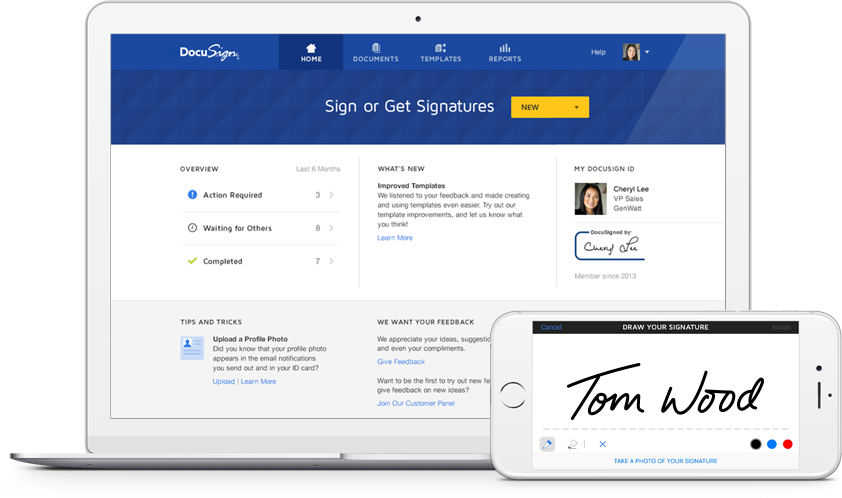 DocuSign
HOME
DOCUMENTS
TEMPLATES
REPORTS
Help
Sign or Get Signatures
NEW
OVERVIEW
Last 6 Months
Action Required 3
Waiting for Others 8
Completed 7
WHAT'S NEW
Improved Templates
We listened to your feedback and made creating
and using templates even easier. Try out our
template improvements, and let us know what
you think!
Learn More
MY DOCUSIGN ID
Cheryl Lee
VP Sales
GenWatt
DocuSigned by:
Cheryl Lee
Member since 2013
TIPS AND TRICKS
Upload a Profile Photo
Did you know that your profile photo
appears in the email notifications
you send out and in your ID card?
Upload | Learn More
WE WANT YOUR FEEDBACK
We appreciate your ideas, suggestio
and even your compliments.
Give Feedback
Want to be the first to try out new fe
give feedback on new ideas?
Join Our Customer Panel
Cancel
DRAW YOUR SIGNATURE
Adopt
Tom Wood
TAKE A PHOTO OF YOUR SIGNATURE